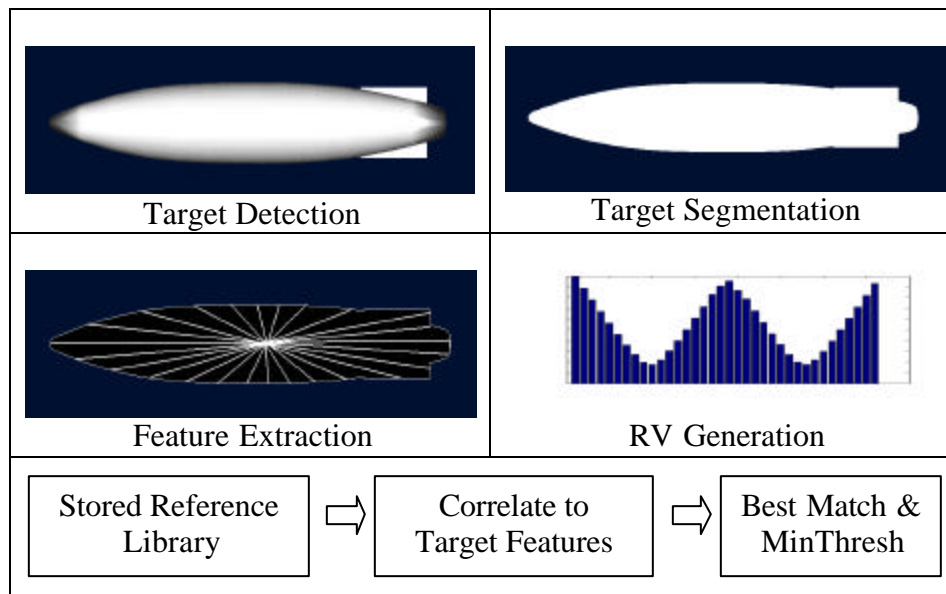 Target Detection
Target Segmentation
Feature Extraction
RV Generation
Stored Reference
Library
Correlate to
Target Features
Best Match &
MinThresh